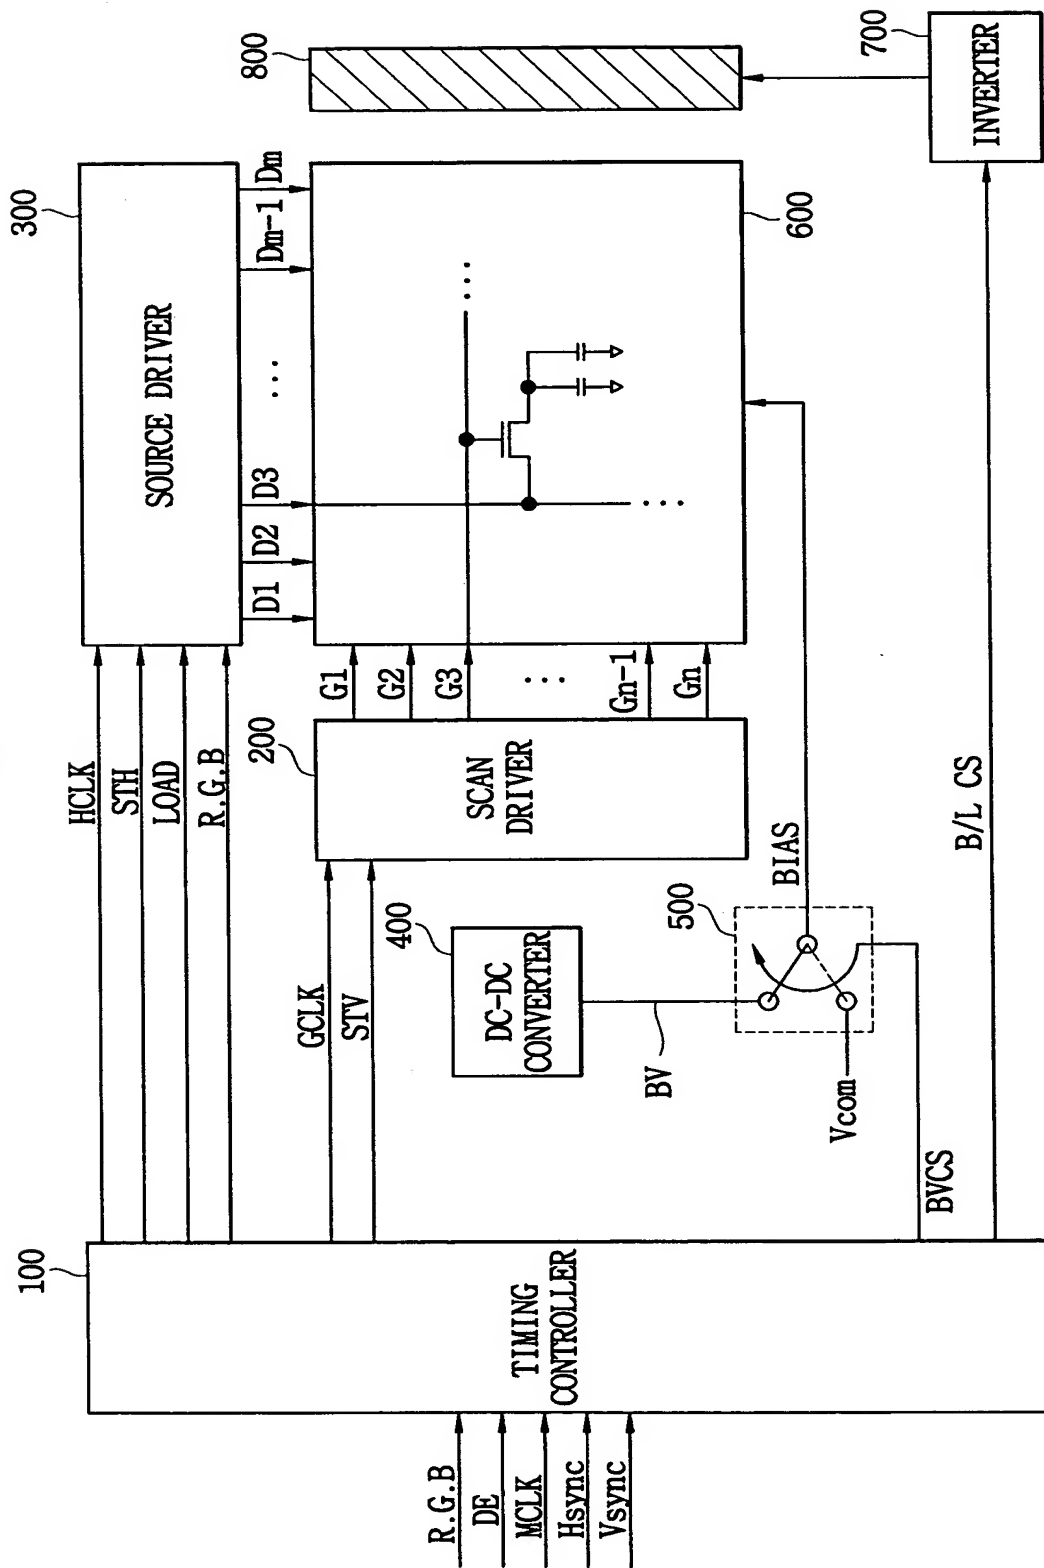 100
TIMING
CONTROLLER
R.G.B
DE
MCLK
Hsync
Vsync
HCLK
STH
LOAD
R.G.B
GCLK
STV
300
SOURCE DRIVER
D1
D2
D3
...
Dm-1
Dm
200
SCAN
DRIVER
G1
G2
G3
...
Gn-1
Gn
400
DC-DC
CONVERTER
BV
500
Vcom
BIAS
BVCS
B/L CS
600
...
...
800
700
INVERTER